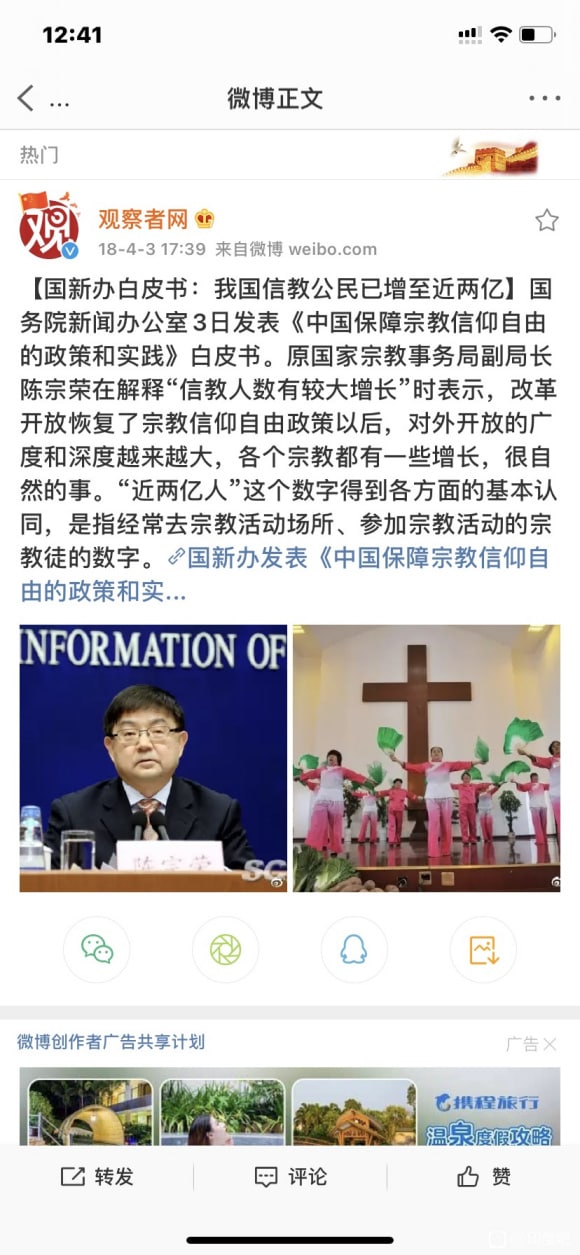 12:41
...
微博正文
热门
观察者网
18-4-3 17:39 来自微博 weibo.com
【国新办白皮书：我国信教公民已增至近两亿】国
务院新闻办公室3日发表《中国保障宗教信仰自由
的政策和实践》白皮书。原国家宗教事务局副局长
陈宗荣在解释“信教人数有较大增长”时表示，改革
开放恢复了宗教信仰自由政策以后，对外开放的广
度和深度越来越大，各个宗教都有一些增长，很自
然的事。“近两亿人”这个数字得到各方面的基本认
同，是指经常去宗教活动场所、参加宗教活动的宗
教徒的数字。国新办发表《中国保障宗教信仰自
由的政策和实...
INFORMATION OF
陈宗荣
微博创作者广告共享计划
广告
携程旅行
温泉度假攻略
转发
评论
赞